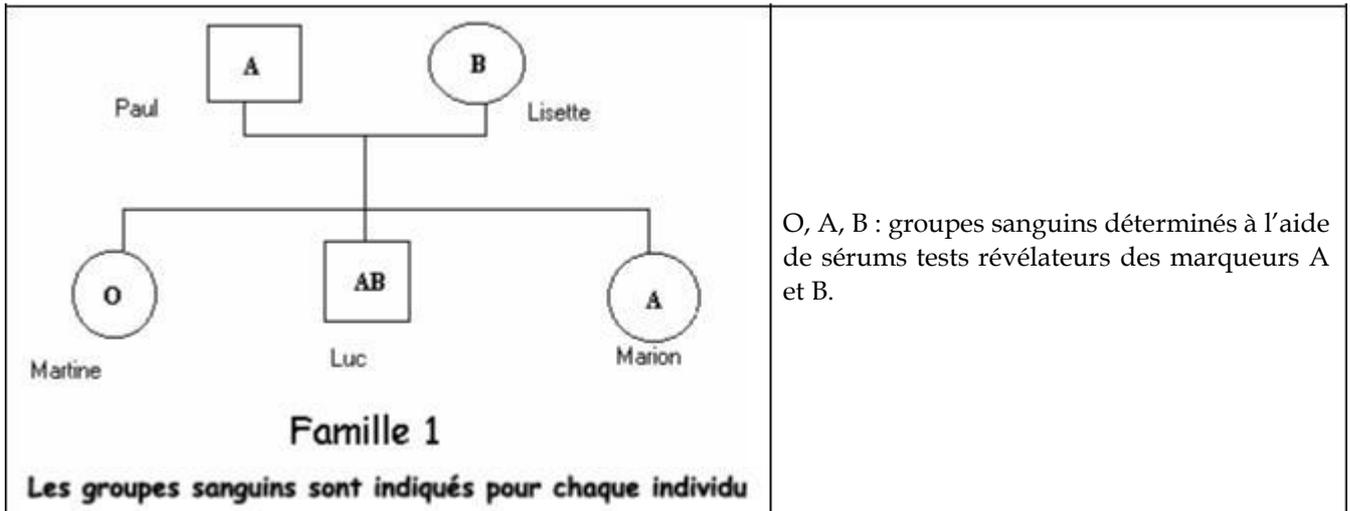 A
B
Paul
Lisette
O
AB
A
Martine
Luc
Marion
Famille 1
Les groupes sanguins sont indiqués pour chaque individu
O, A, B : groupes sanguins déterminés à l'aide
de sérums tests révélateurs des marqueurs A
et B.